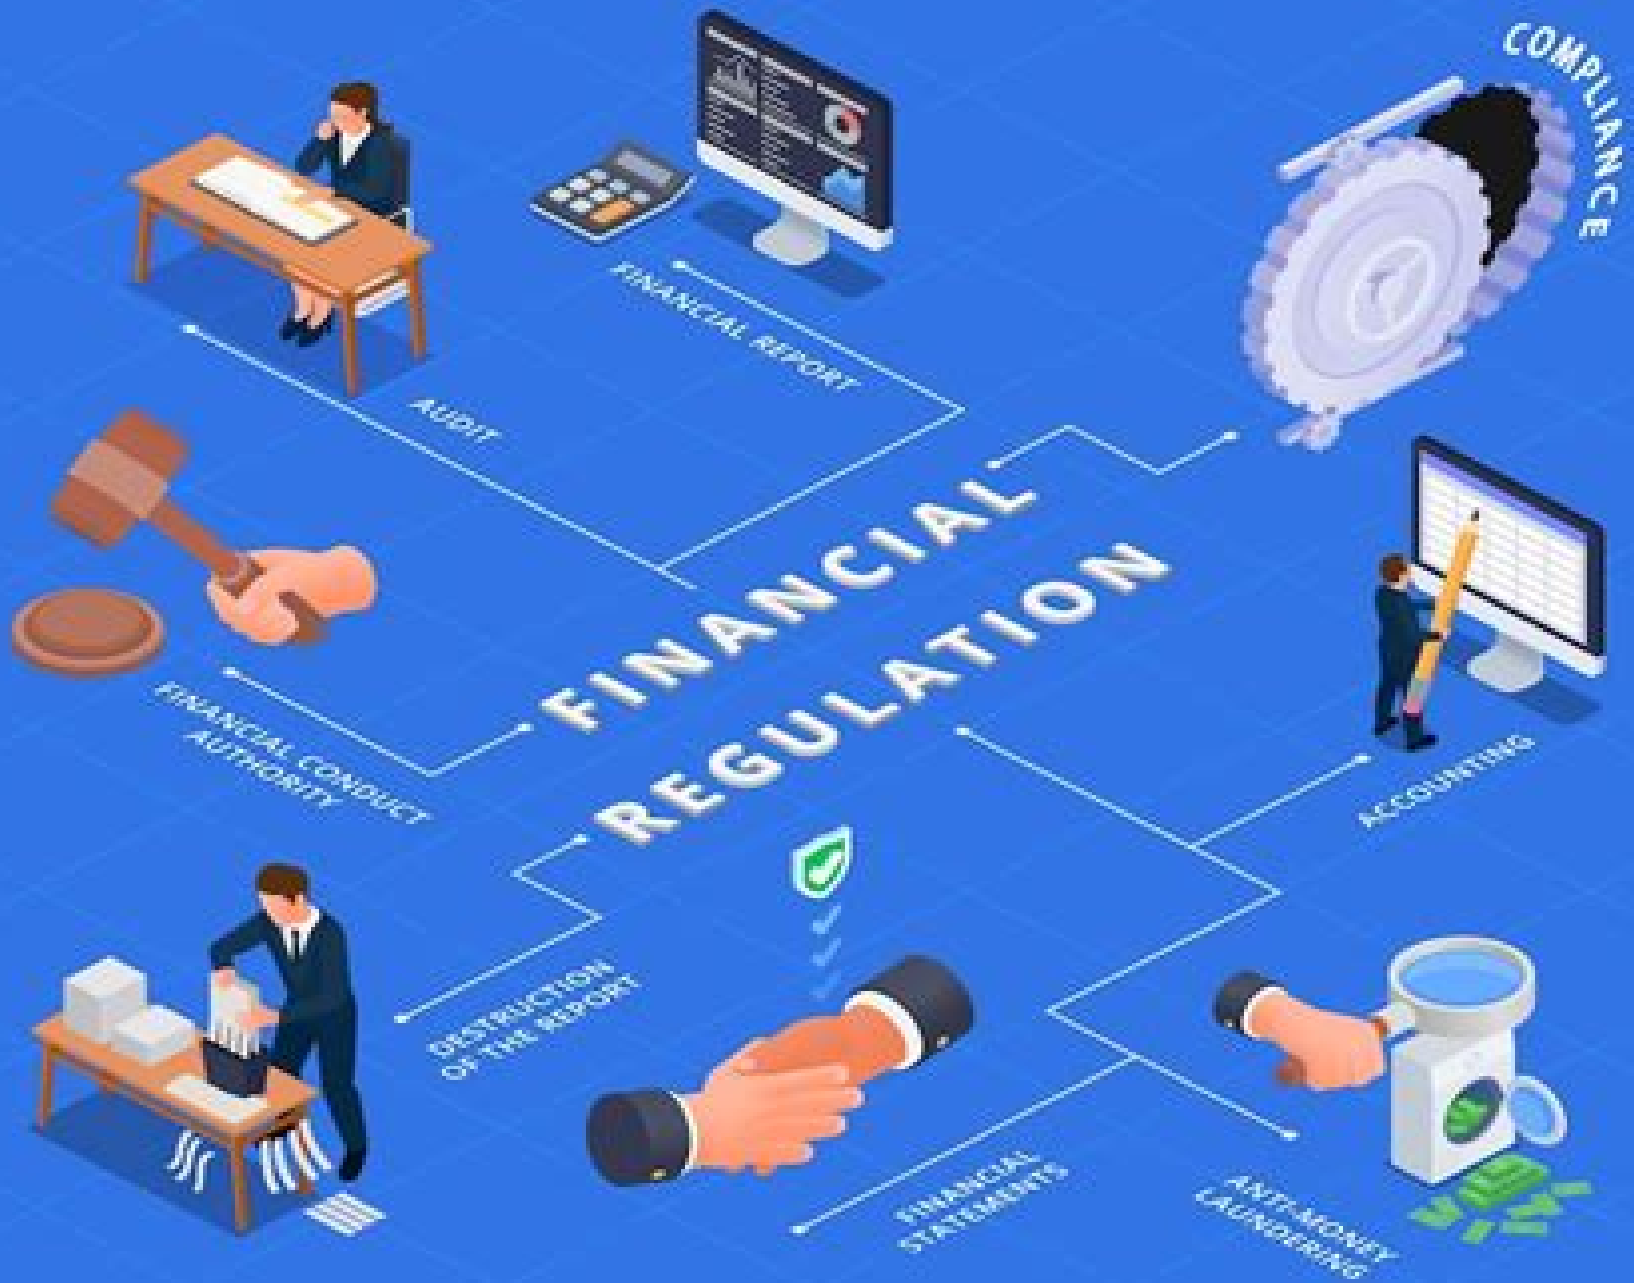 COMPLIANCE
FINANCIAL REPORT
AUDIT
FINANCIAL
REGULATION
FINANCIAL CONDUCT
AUTHORITY
ACCOUNTING
DESTRUCTION
OF THE REPORT
FINANCIAL
STATEMENTS
ANTI-MONEY
LAUNDERING